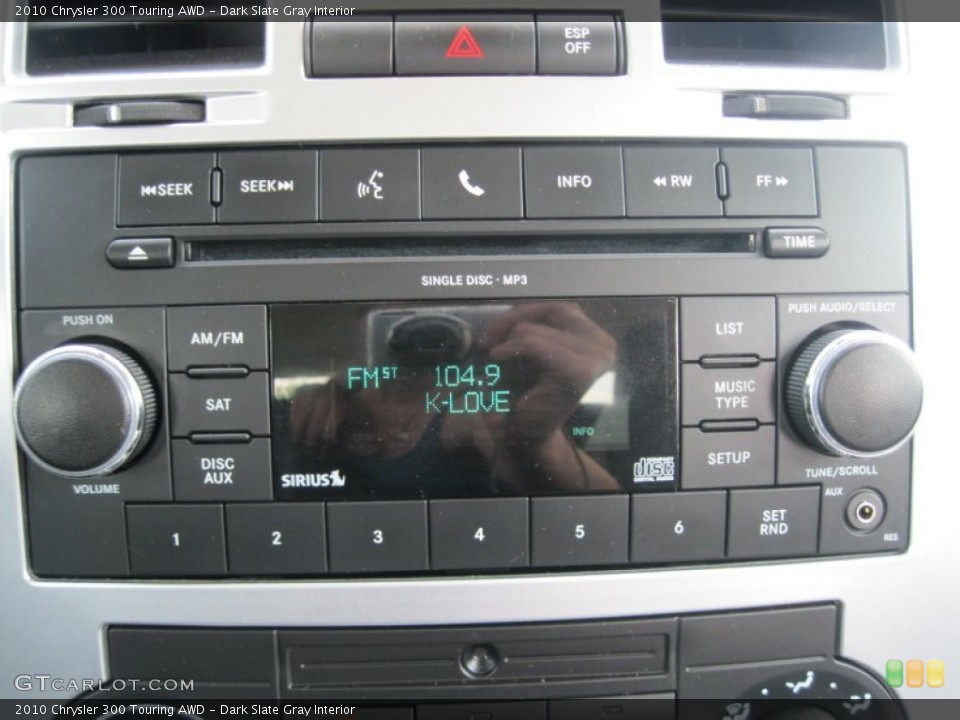 2010 Chrysler 300 Touring AWD - Dark Slate Gray Interior
ESP
OFF
SEEK
SEEK
INFO
RW
FF
TIME
SINGLE DISC · MP3
PUSH ON
PUSH AUDIO/SELECT
AM/FM
LIST
SAT
MUSIC
TYPE
DISC
AUX
SETUP
FM ST 104.9
K-LOVE
INFO
SIRIUS
COMPACT
disc
DIGITAL AUDIO
VOLUME
TUNE/SCROLL
AUX
1
2
3
4
5
6
SET
RND
RES
GTCARLOT.COM
2010 Chrysler 300 Touring AWD - Dark Slate Gray Interior